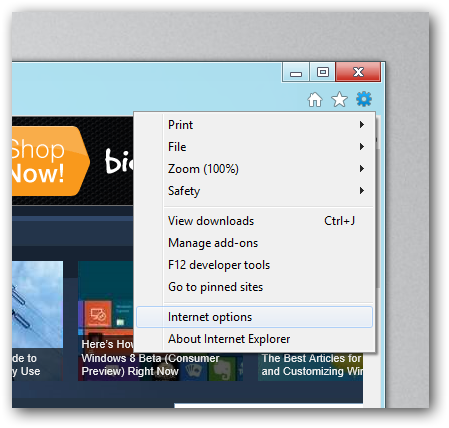 Shop
Now!
Print
File
Zoom (100%)
Safety
View downloads Ctrl+J
Manage add-ons
F12 developer tools
Go to pinned sites
Internet options
About Internet Explorer
Here's How
Windows 8 Beta (Consumer
Preview) Right Now
de to
y Use
The Best Articles for
and Customizing Win